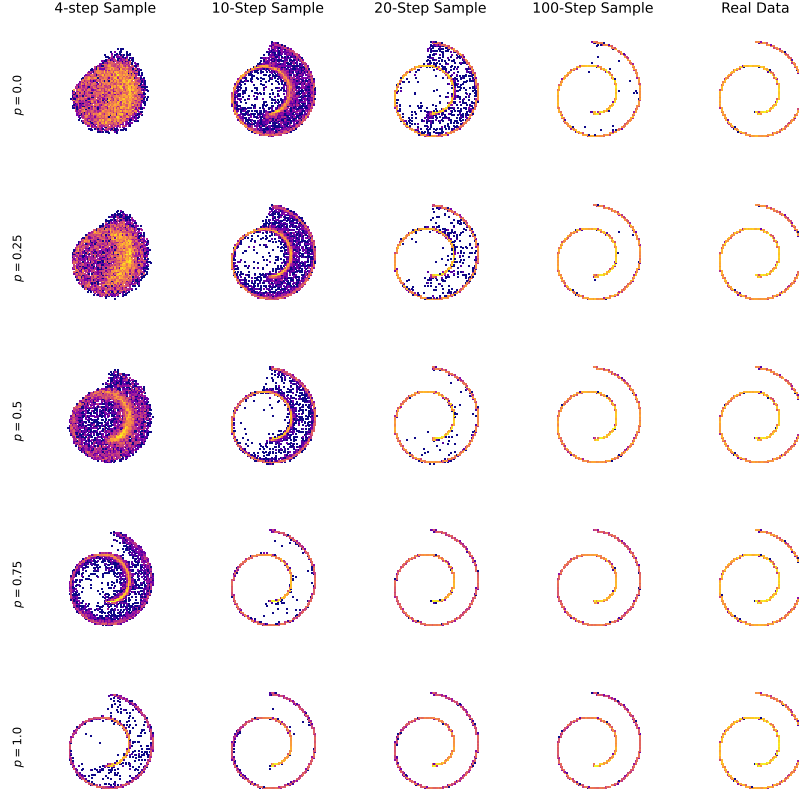 4-step Sample 10-Step Sample 20-Step Sample 100-Step Sample Real Data
p = 0.0
p = 0.25
p = 0.5
p = 0.75
p = 1.0